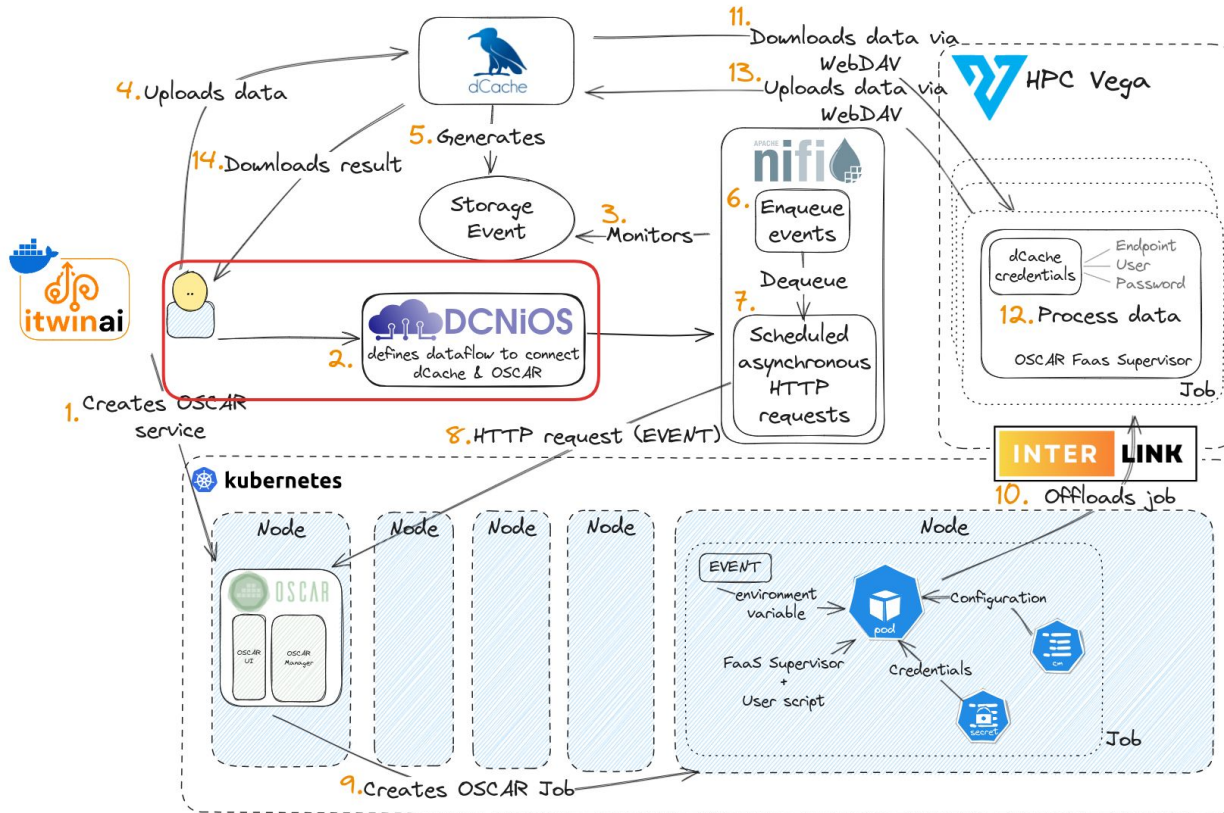 11.
Downloads data via
WebDAV
13.
Uploads data via
WebDAV
dCache
HPC Vega
4. Uploads data
5. Generates
14. Downloads result
APACHE
nifi
6.
Enqueue
events
Storage
Event
3.
Monitors
Dequeue
7.
Scheduled
asynchronous
HTTP
requests
dCache
credentials
Endpoint
User
Password
12. Process data
OSCAR FaaS Supervisor
Job
itwinai
DCNiOS
2.
defines dataflow to connect
dCache & OSCAR
1. Creates OSCAR
service
8. HTTP request (EVENT)
INTER LINK
10. Offloads job
kubernetes
Node
Node
Node
Node
Node
OSCAR
OSCAR
UI
OSCAR
Manager
EVENT
environment
variable
pod
Configuration
cm
FaaS Supervisor
+
User script
Credentials
secret
Job
9. Creates OSCAR Job